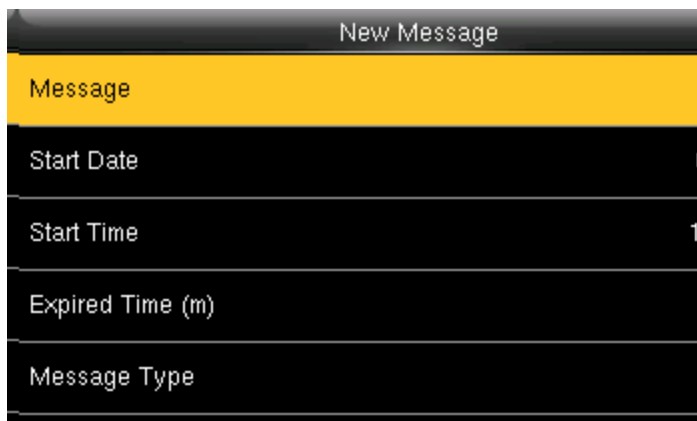 New Message
Message
Start Date
Start Time
Expired Time (m)
Message Type